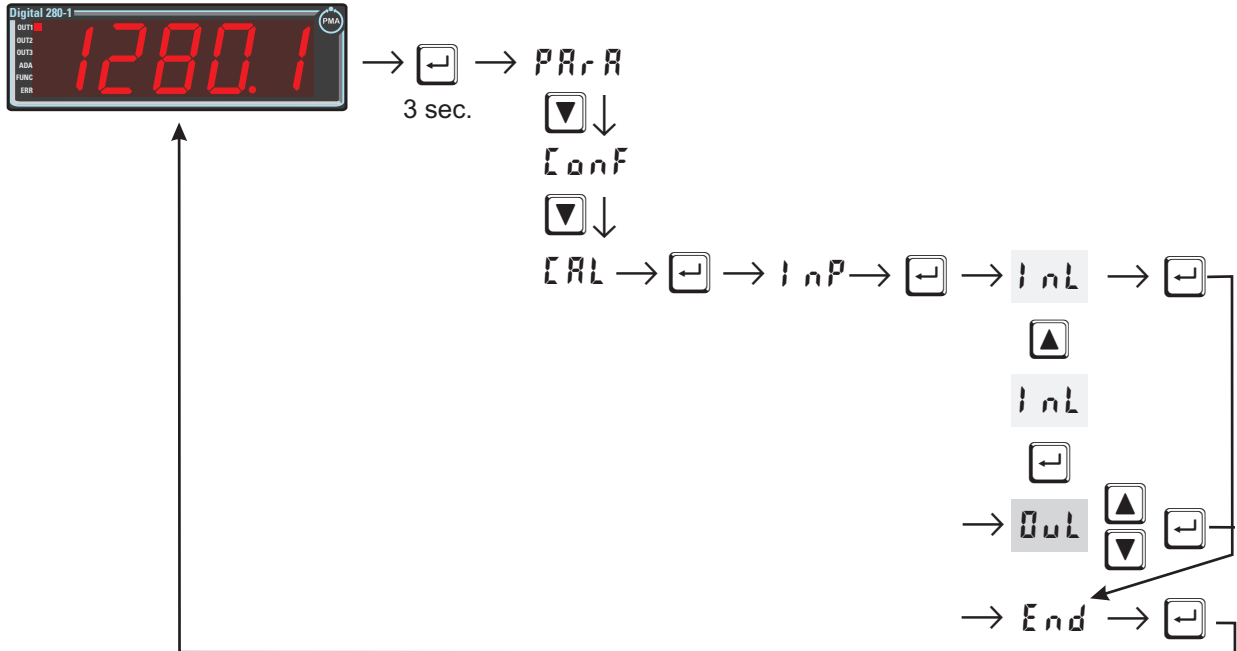 Digital 280-1
PMA
OUT1
OUT2
OUT3
ADA
FUNC
ERR
1280.1
3 sec.
PArA
ConF
CAL
InP
InL
InL
OuL
End